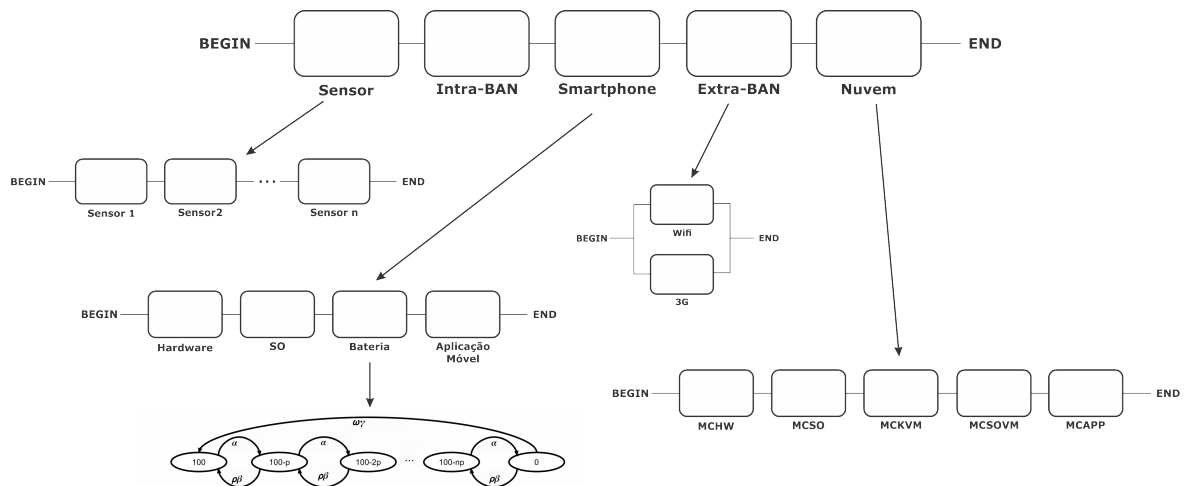 BEGIN
END
Sensor
Intra-BAN
Smartphone
Extra-BAN
Nuvem
BEGIN
...
END
Sensor 1
Sensor2
Sensor n
BEGIN
Wifi
END
3G
BEGIN
END
Hardware
SO
Bateria
Aplicação
Móvel
BEGIN
END
MCHW
MCSO
MCKVM
MCSOVM
MCAPP
ωγ
α
α
α
100
100-p
100-2p
...
100-np
0
ρβ
ρβ
ρβ